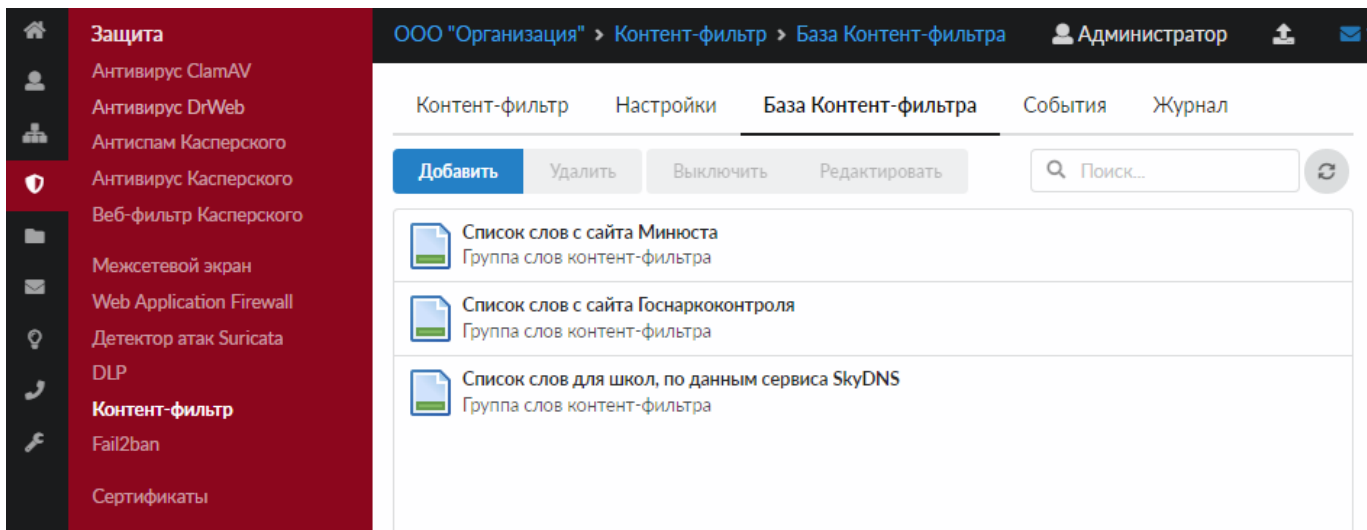 Защита
Антивирус ClamAV
Антивирус DrWeb
Антиспам Касперского
Антивирус Касперского
Веб-фильтр Касперского
Межсетевой экран
Web Application Firewall
Детектор атак Suricata
DLP
Контент-фильтр
Fail2ban
Сертификаты
ООО "Организация" > Контент-фильтр > База Контент-фильтра Администратор
Контент-фильтр Настройки База Контент-фильтра События Журнал
Добавить Удалить Выключить Редактировать Поиск...
Список слов с сайта Минюста
Группа слов контент-фильтра
Список слов с сайта Госнаркоконтроля
Группа слов контент-фильтра
Список слов для школ, по данным сервиса SkyDNS
Группа слов контент-фильтра